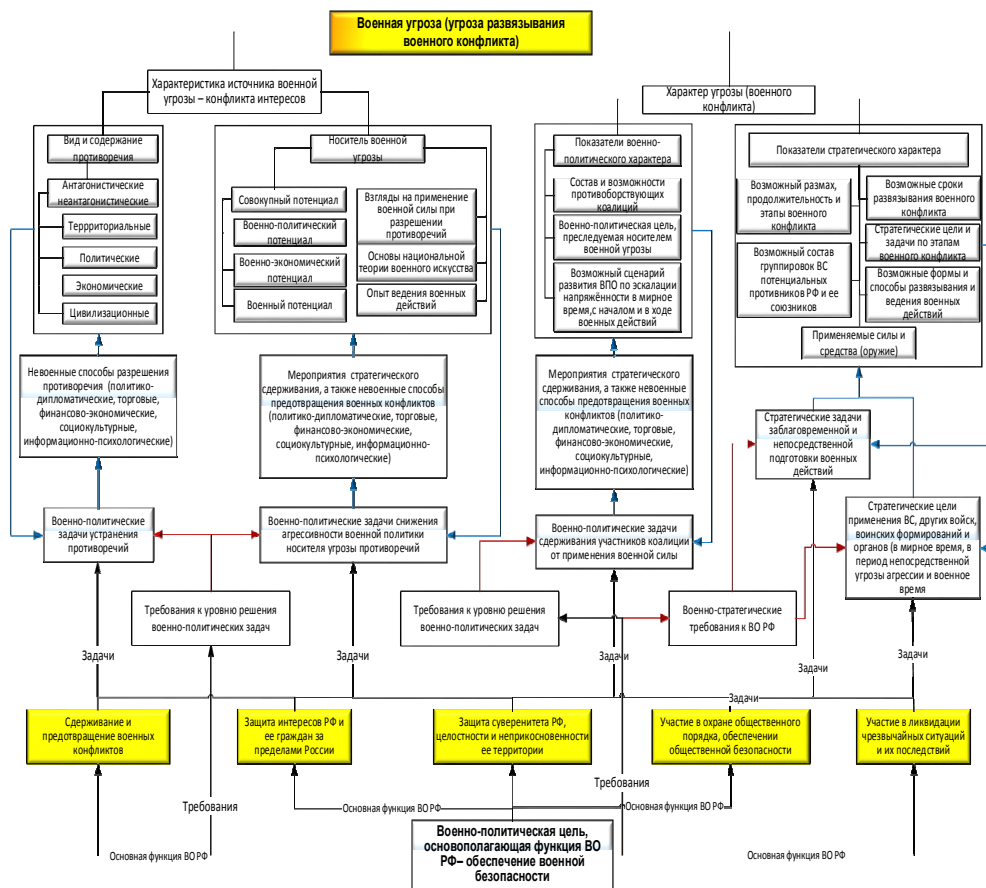 Военная угроза (угроза развязывания
военного конфликта)
Характеристика источника военной
угрозы – конфликта интересов
Характер угрозы (военного
конфликта)
Вид и содержание
противоречия
Антагонистические
неантагонистические
Террриториальные
Политические
Экономические
Цивилизационные
Носитель военной
угрозы
Совокупный потенциал
Военно-политический
потенциал
Военно-экономический
потенциал
Военный потенциал
Взгляды на применение
военной силы при
разрешении
противоречий
Основы национальной
теории военного искусства
Опыт ведения военных
действий
Показатели военно-
политического характера
Состав и возможности
противоборствующих
коалиций
Военно-политическая цель,
преследуемая носителем
военной угрозы
Возможный сценарий
развития ВПО по эскалации
напряжённости в мирное
время,с началом и в ходе
военных действий
Показатели стратегического характера
Возможный размах,
продолжительность и
этапы военного
конфликта
Возможный состав
группировок ВС
потенциальных
противников РФ и ее
союзников
Возможные сроки
развязывания военного
конфликта
Стратегические цели и
задачи по этапам
военного конфликта
Возможные формы и
способы развязывания и
ведения военных
действий
Применяемые силы и
средства (оружие)
Невоенные способы разрешения
противоречия (политико-
дипломатические, торговые,
финансово-экономические,
социокультурные,
информационно-психологические)
Мероприятия стратегического
сдерживания, а также невоенные способы
предотвращения военных конфликтов
(политико-дипломатические, торговые,
финансово-экономические,
социокультурные, информационно-
психологические)
Мероприятия стратегического
сдерживания, а также невоенные
способы предотвращения военных
конфликтов (политико-
дипломатические, торговые,
финансово-экономические,
социокультурные,
информационно-психологические)
Стратегические задачи
заблаговременной и
непосредственной
подготовки военных
действий
Военно-политические
задачи устранения
противоречий
Военно-политические задачи снижения
агрессивности военной политики
носителя угрозы противоречий
Военно-политические задачи
сдерживания участников коалиции
от применения военной силы
Стратегические цели
применения ВС, других войск,
воинских формирований и
органов (в мирное время, в
период непосредственной
угрозы агрессии и военное
время
Требования к уровню решения
военно-политических задач
Требования к уровню решения
военно-политических задач
Военно-стратегические
требования к ВО РФ
Задачи
Задачи
Задачи
Задачи
Задачи
Задачи
Сдерживание и
предотвращение военных
конфликтов
Защита интересов РФ и
ее граждан за
пределами России
Защита суверенитета РФ,
целостности и неприкосновенности
ее территории
Участие в охране общественного
порядка, обеспечении
общественной безопасности
Участие в ликвидации
чрезвычайных ситуаций
и их последствий
Требования
Требования
Основная функция ВО РФ
Основная функция ВО РФ
Военно-политическая цель,
основополагающая функция ВО
РФ– обеспечение военной
безопасности
Основная функция ВО РФ
Основная функция ВО РФ